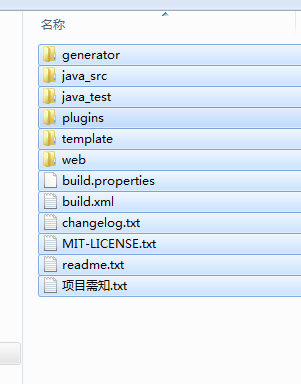 名称
generator
java_src
java_test
plugins
template
web
build.properties
build.xml
changelog.txt
MIT-LICENSE.txt
readme.txt
项目需知.txt